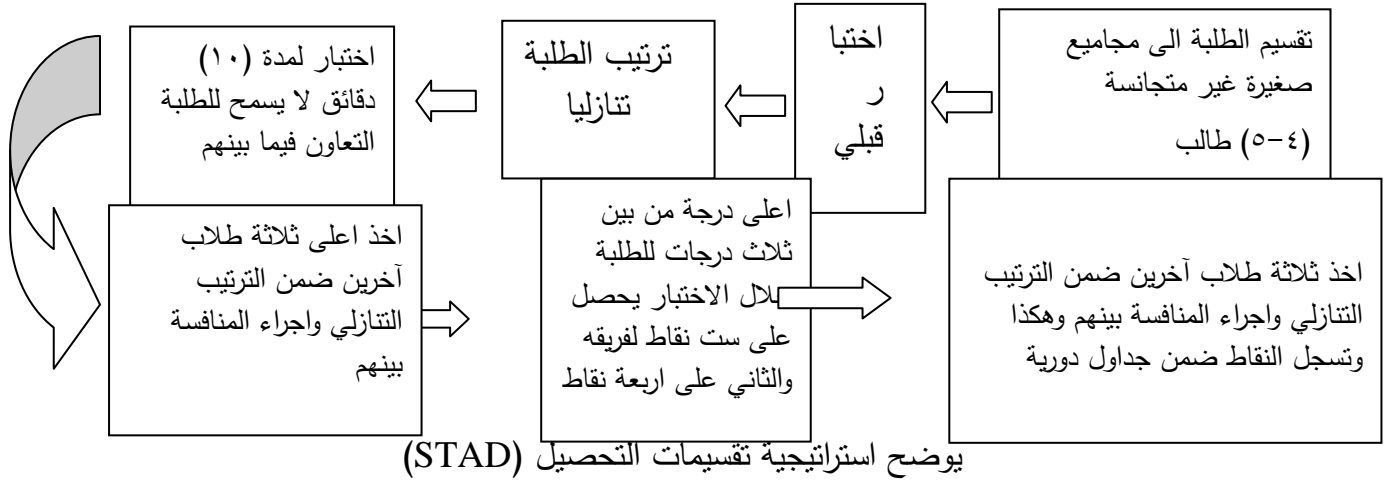 تقسيم الطلبة الى مجاميع
صغيرة غير متجانسة
(٤-٥) طالب
اختبا
ر
قبلي
ترتيب الطلبة
تنازليا
اختبار لمدة (١٠)
دقائق لا يسمح للطلبة
التعاون فيما بينهم
اخذ اعلى ثلاثة طلاب
آخرين ضمن الترتيب
التنازلي واجراء المنافسة
بينهم
اعلى درجة من بين
ثلاث درجات للطلبة
الاختبار يحصل
على ست نقاط لفريقه
والثاني على اربعة نقاط
اخذ ثلاثة طلاب آخرين ضمن الترتيب
التنازلي واجراء المنافسة بينهم وهكذا
وتسجل النقاط ضمن جداول دورية
يوضح استراتيجية تقسيمات التحصيل (STAD)